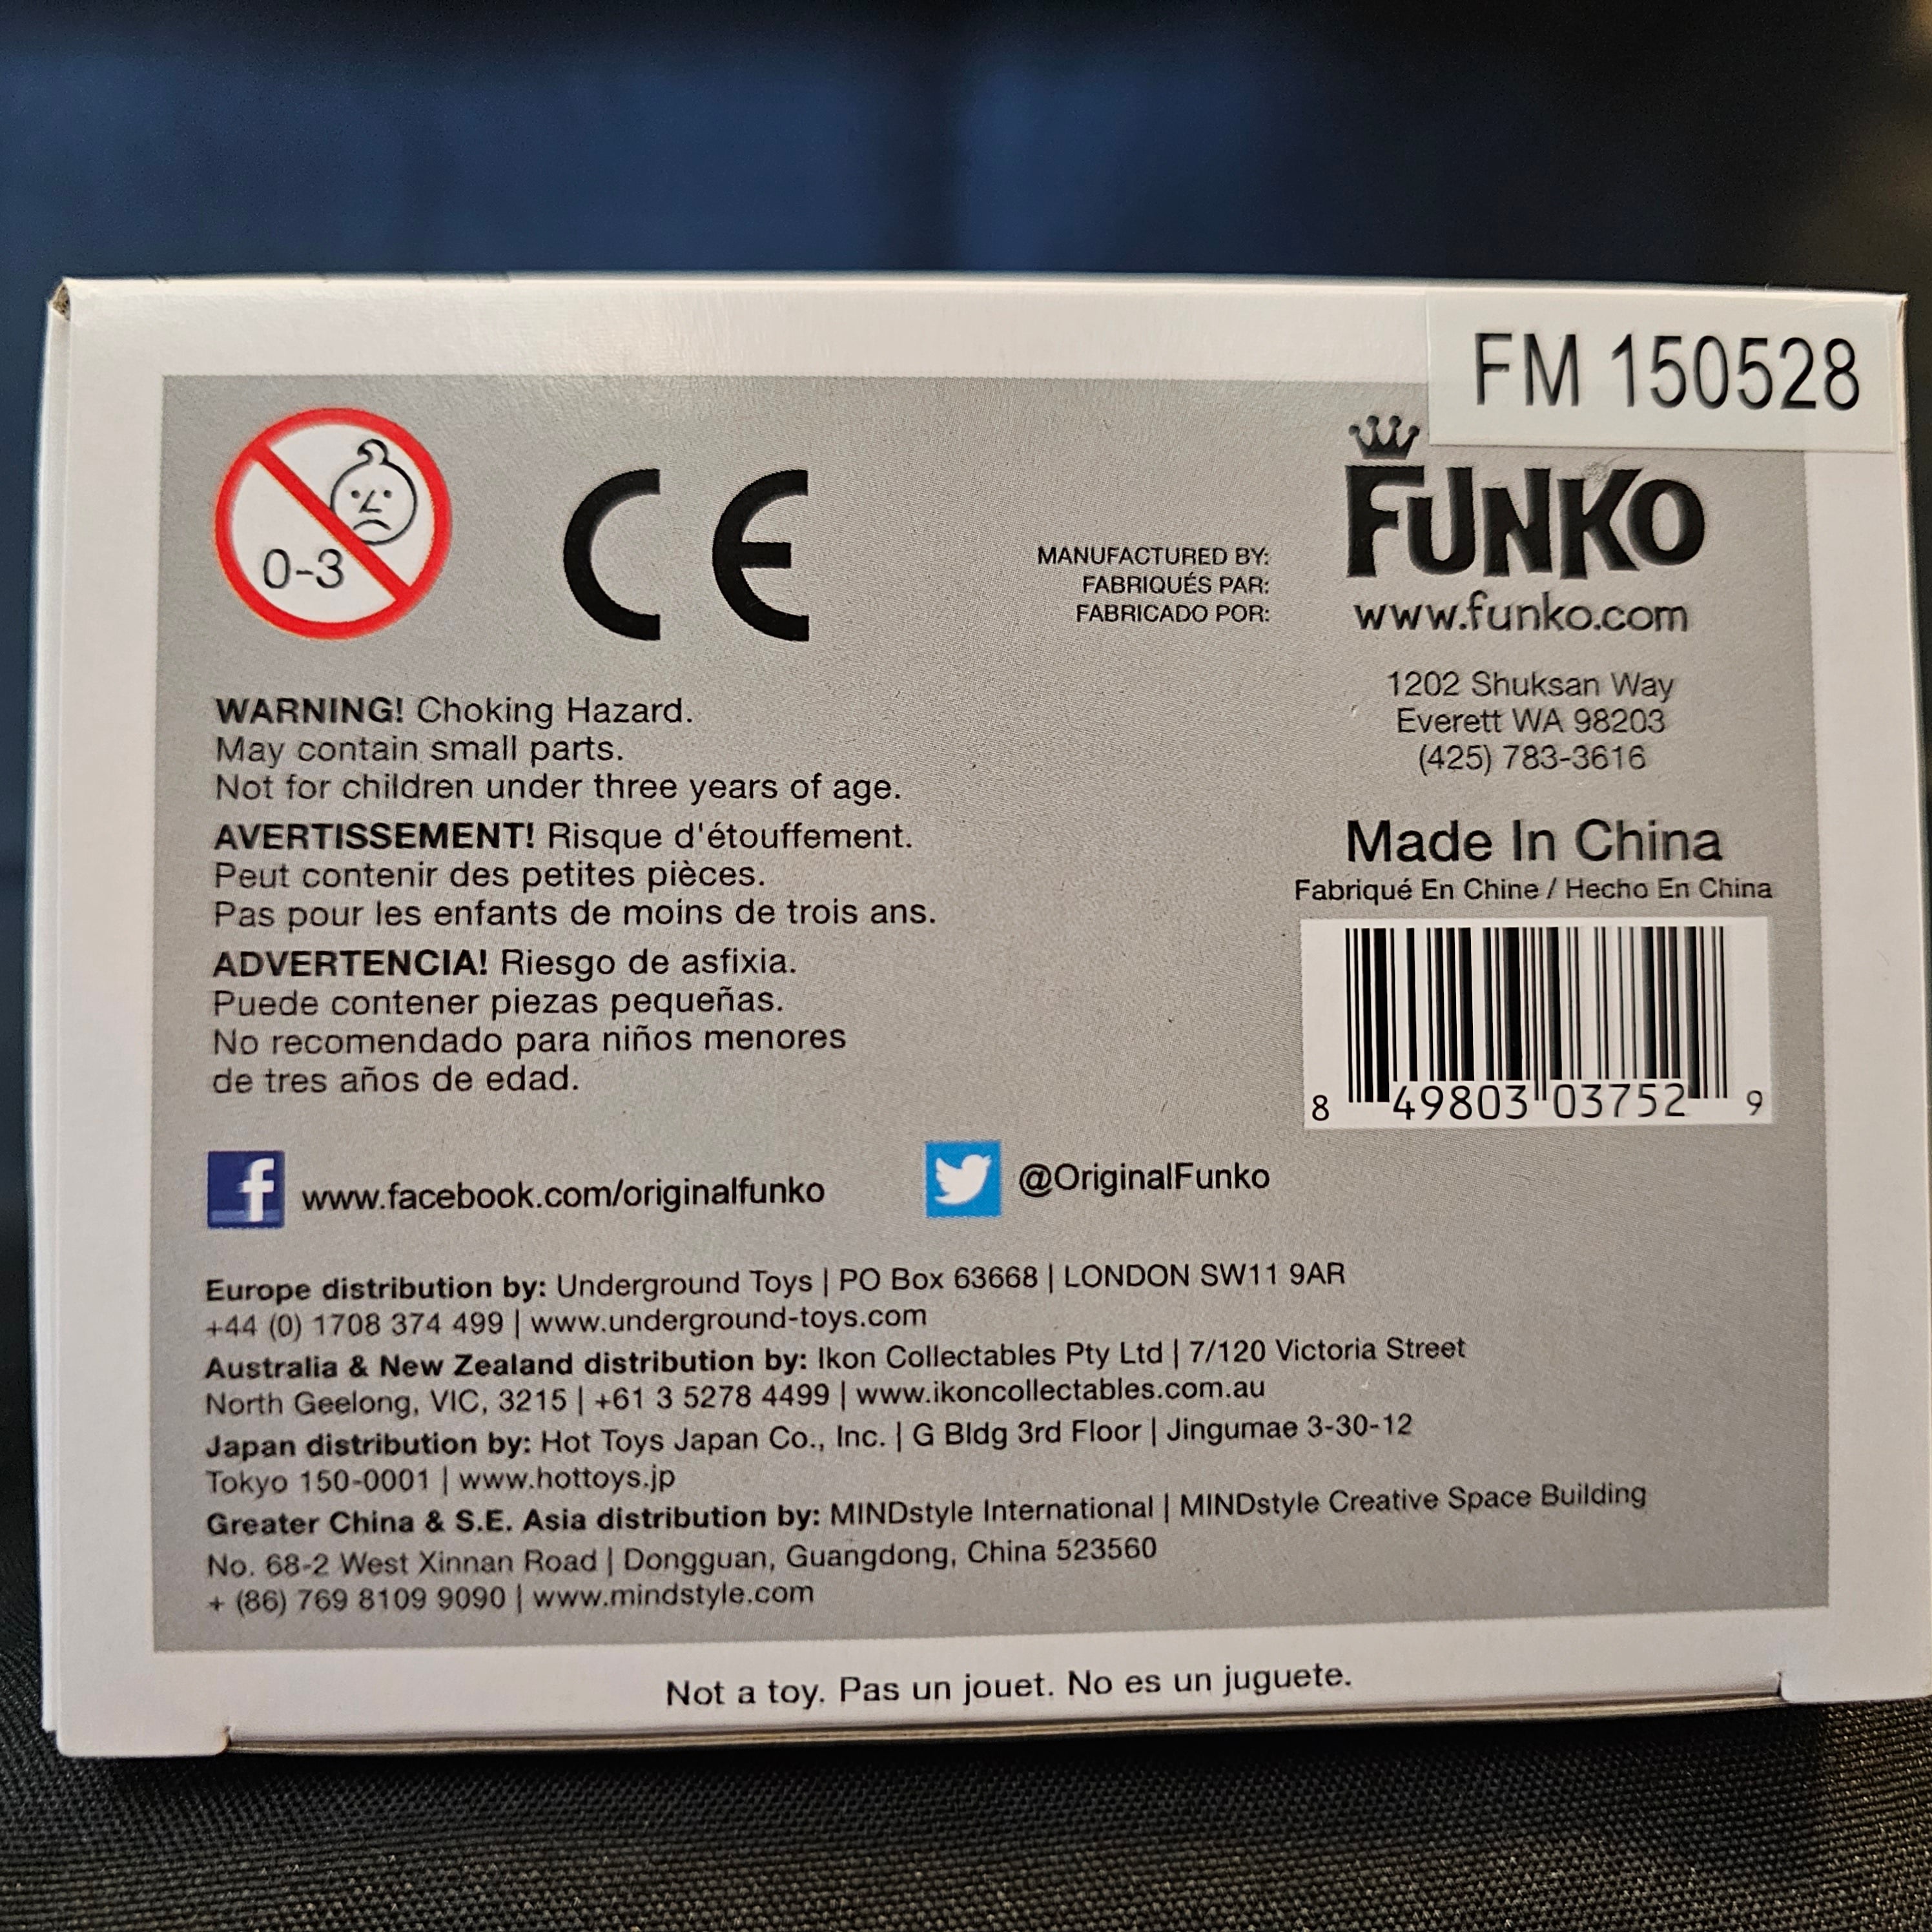 FM 150528
0-3
CE
MANUFACTURED BY:
FABRIQUÉS PAR:
FABRICADO POR:
FUNKO
www.funko.com
1202 Shuksan Way
Everett WA 98203
(425) 783-3616
Made In China
Fabriqué En Chine / Hecho En China
8 49803 03752 9
WARNING! Choking Hazard.
May contain small parts.
Not for children under three years of age.
AVERTISSEMENT! Risque d'étouffement.
Peut contenir des petites pièces.
Pas pour les enfants de moins de trois ans.
ADVERTENCIA! Riesgo de asfixia.
Puede contener piezas pequeñas.
No recomendado para niños menores
de tres años de edad.
f www.facebook.com/originalfunko
@OriginalFunko
Europe distribution by: Underground Toys | PO Box 63668 | LONDON SW11 9AR
+44 (0) 1708 374 499 | www.underground-toys.com
Australia & New Zealand distribution by: Ikon Collectables Pty Ltd | 7/120 Victoria Street
North Geelong, VIC, 3215 | +61 3 5278 4499 | www.ikoncollectables.com.au
Japan distribution by: Hot Toys Japan Co., Inc. | G Bldg 3rd Floor | Jingumae 3-30-12
Tokyo 150-0001 | www.hottoys.jp
Greater China & S.E. Asia distribution by: MINDstyle International | MINDstyle Creative Space Building
No. 68-2 West Xinnan Road | Dongguan, Guangdong, China 523560
+ (86) 769 8109 9090 | www.mindstyle.com
Not a toy. Pas un jouet. No es un juguete.